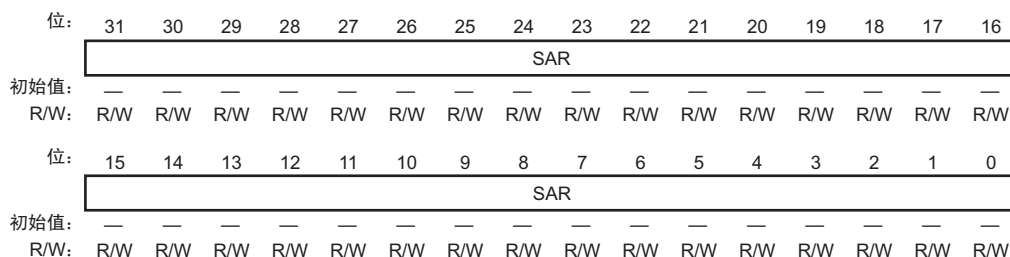 位： 31 30 29 28 27 26 25 24 23 22 21 20 19 18 17 16
SAR
初始值： — — — — — — — — — — — — — — — —
R/W： R/W R/W R/W R/W R/W R/W R/W R/W R/W R/W R/W R/W R/W R/W R/W R/W
位： 15 14 13 12 11 10 9 8 7 6 5 4 3 2 1 0
SAR
初始值： — — — — — — — — — — — — — — — —
R/W： R/W R/W R/W R/W R/W R/W R/W R/W R/W R/W R/W R/W R/W R/W R/W R/W